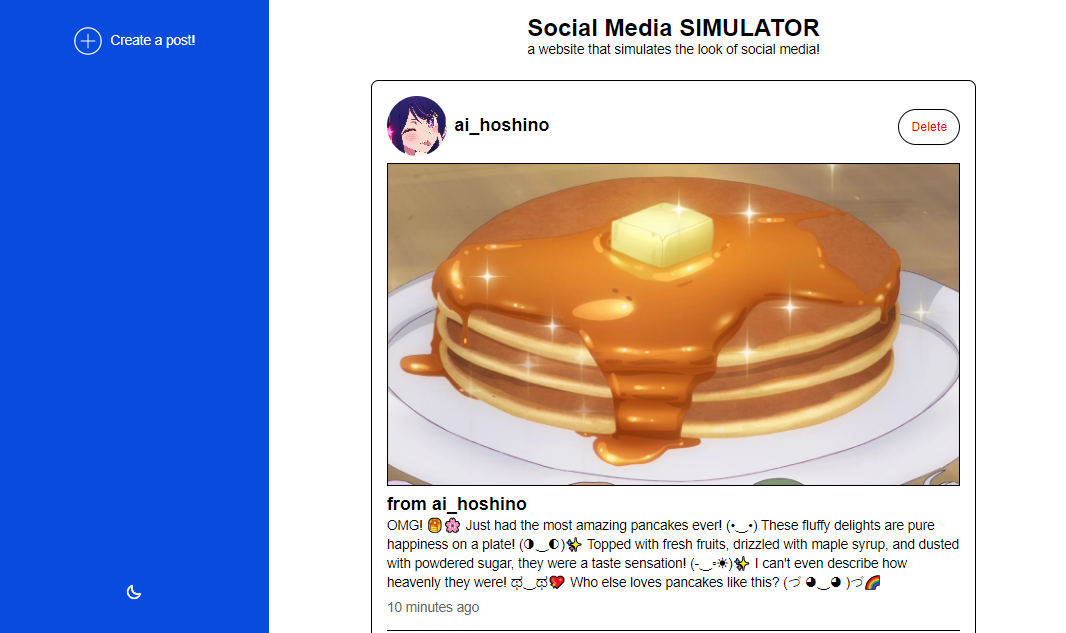 Create a post!
Social Media SIMULATOR
a website that simulates the look of social media!
ai_hoshino
Delete
from ai_hoshino
OMG! 🥞🌸 Just had the most amazing pancakes ever! (•‿•) These fluffy delights are pure
happiness on a plate! (◑‿◐)✨ Topped with fresh fruits, drizzled with maple syrup, and dusted
with powdered sugar, they were a taste sensation! (-‿◦☀)✨ I can't even describe how
heavenly they were! ಥ‿ಥ💖 Who else loves pancakes like this? (づ ◕‿◕ )づ🌈
10 minutes ago